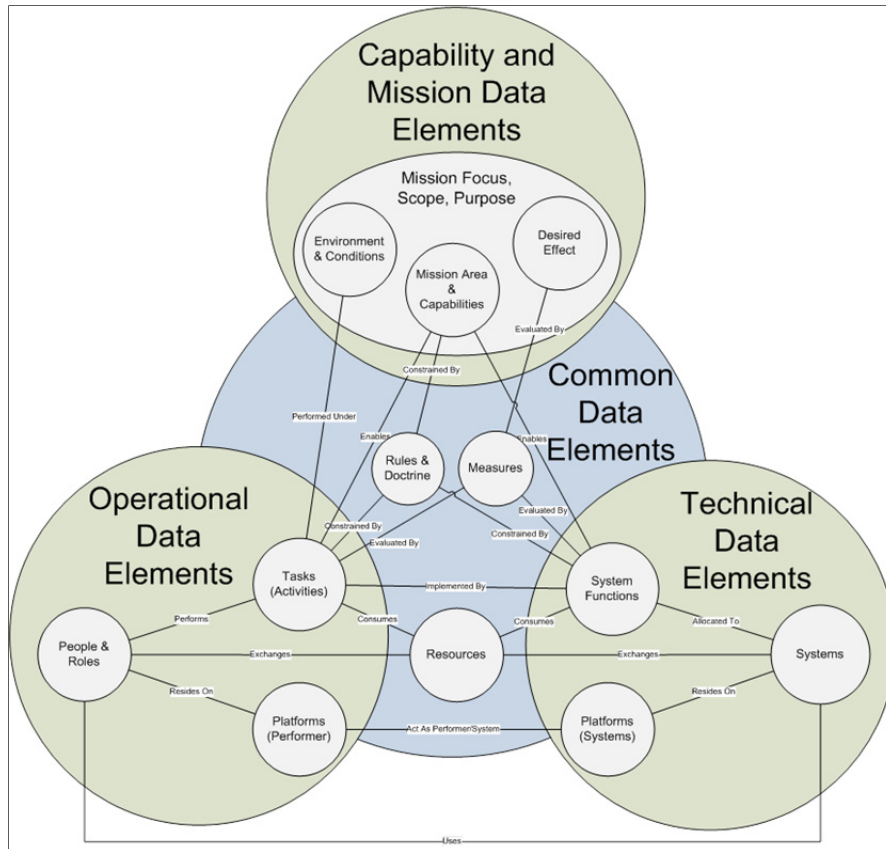 Capability and
Mission Data
Elements
Mission Focus,
Scope, Purpose
Environment
& Conditions
Desired
Effect
Mission Area
&
Capabilities
Evaluated By
Constrained By
Common
Data
Elements
Performed Under
Enables
Enables
Rules &
Doctrine
Measures
Operational
Data
Elements
Technical
Data
Elements
Evaluated By
Constrained By
Constrained By
Evaluated By
Tasks
(Activities)
Implemented By
System
Functions
Performs
Consumes
Consumes
Allocated To
People &
Roles
Exchanges
Resources
Exchanges
Systems
Resides On
Resides On
Platforms
(Performer)
Act As Performer/System
Platforms
(Systems)
Uses